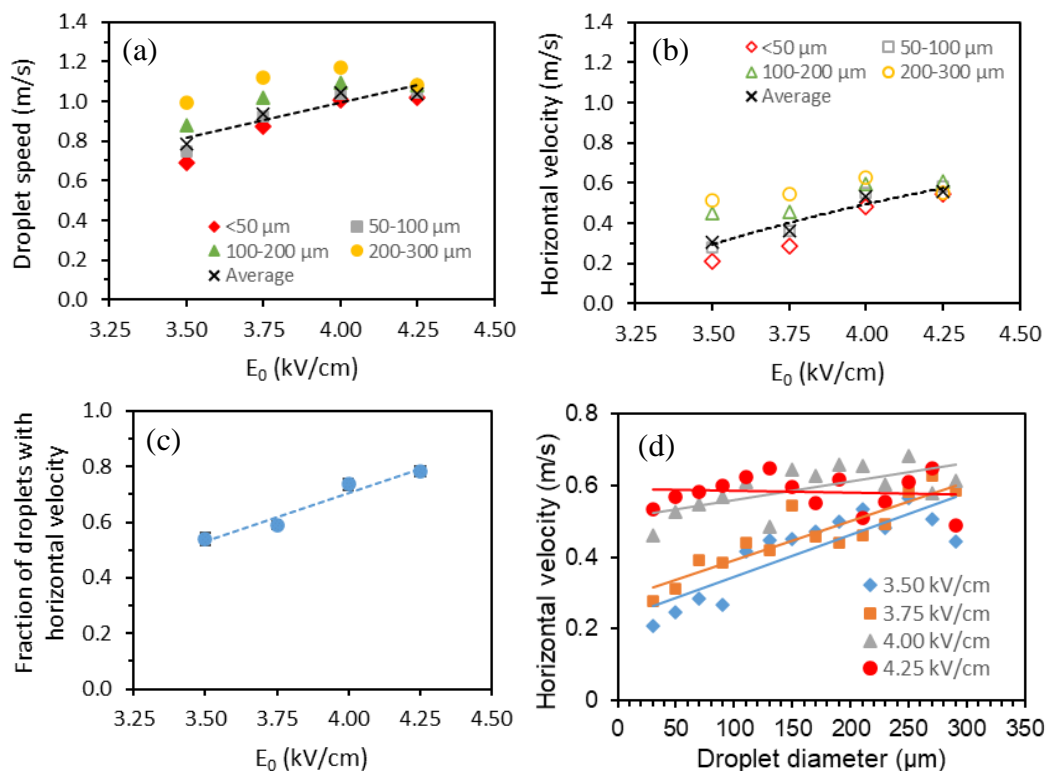 (a)
Droplet speed (m/s)
1.4
1.2
1.0
0.8
0.6
0.4
0.2
0.0
<50 µm
50-100 µm
100-200 µm
200-300 µm
Average
3.25
3.50
3.75
4.00
4.25
4.50
E₀ (kV/cm)
(b)
Horizontal velocity (m/s)
1.4
1.2
1.0
0.8
0.6
0.4
0.2
0.0
<50 µm
50-100 µm
100-200 µm
200-300 µm
Average
3.25
3.50
3.75
4.00
4.25
4.50
E₀ (kV/cm)
(c)
Fraction of droplets with
horizontal velocity
1.0
0.8
0.6
0.4
0.2
0.0
3.25
3.50
3.75
4.00
4.25
4.50
E₀ (kV/cm)
(d)
Horizontal velocity (m/s)
0.8
0.6
0.4
0.2
0
3.50 kV/cm
3.75 kV/cm
4.00 kV/cm
4.25 kV/cm
0
50
100
150
200
250
300
350
Droplet diameter (µm)